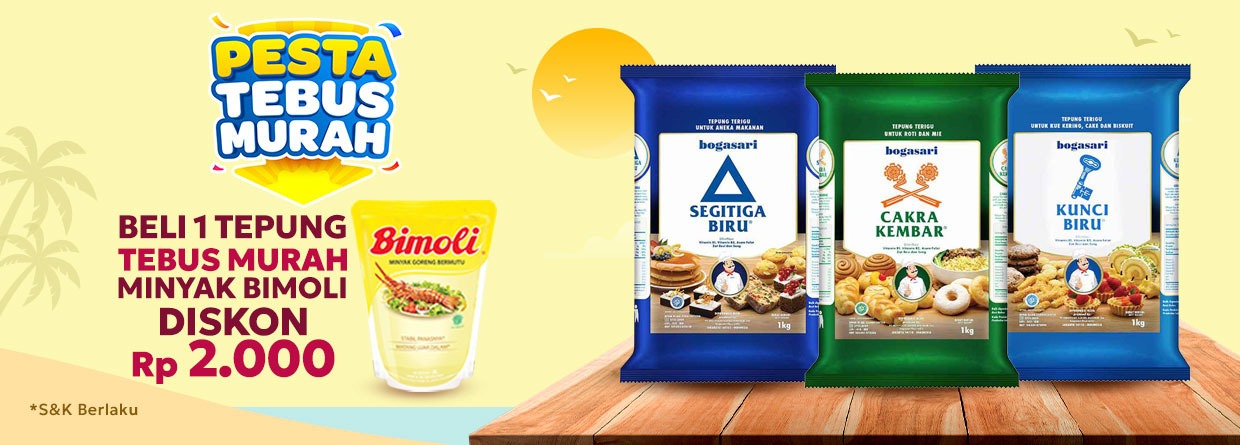 PESTA
TEBUS
MURAH
BELI 1 TEPUNG
TEBUS MURAH
MINYAK BIMOLI
DISKON
Rp 2.000
*S&K Berlaku
Bimoli
MINYAK GORENG BERMUTU
TEPUNG TERIGU
UNTUK ANEKA MAKANAN
bogasari
SEGITIGA
BIRU®
1kg
TEPUNG TERIGU
UNTUK ROTI DAN MIE
bogasari
CAKRA
KEMBAR®
1kg
TEPUNG TERIGU
UNTUK KUE KERING, CAKE DAN BISKUIT
bogasari
KUNCI
BIRU®
1kg